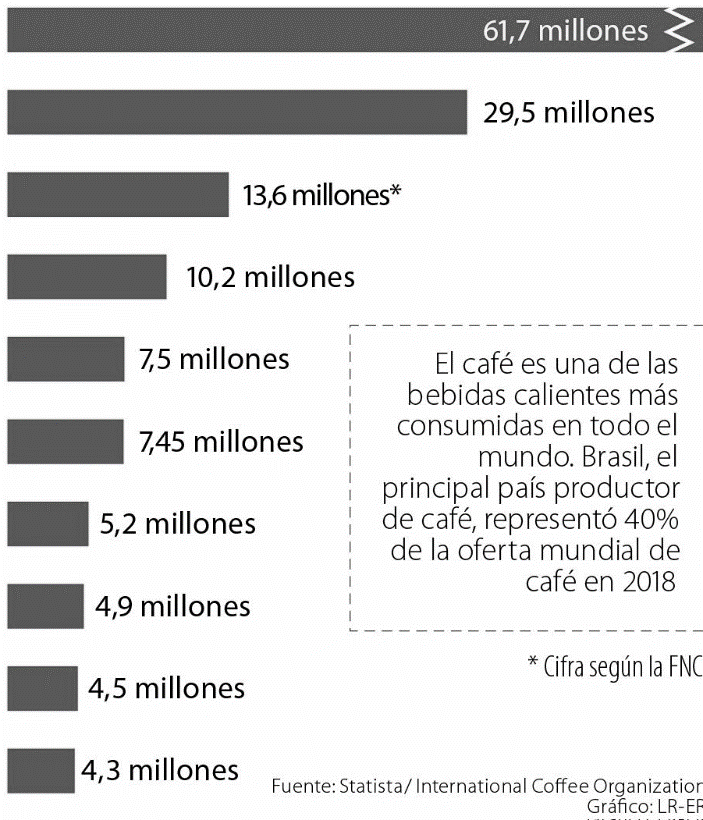 61,7 millones
29,5 millones
13,6 millones*
10,2 millones
7,5 millones
7,45 millones
5,2 millones
4,9 millones
4,5 millones
4,3 millones
El café es una de las
bebidas calientes más
consumidas en todo el
mundo. Brasil, el
principal país productor
de café, representó 40%
de la oferta mundial de
café en 2018
* Cifra según la FNC
Fuente: Statista/ International Coffee Organization
Gráfico: LR-ER